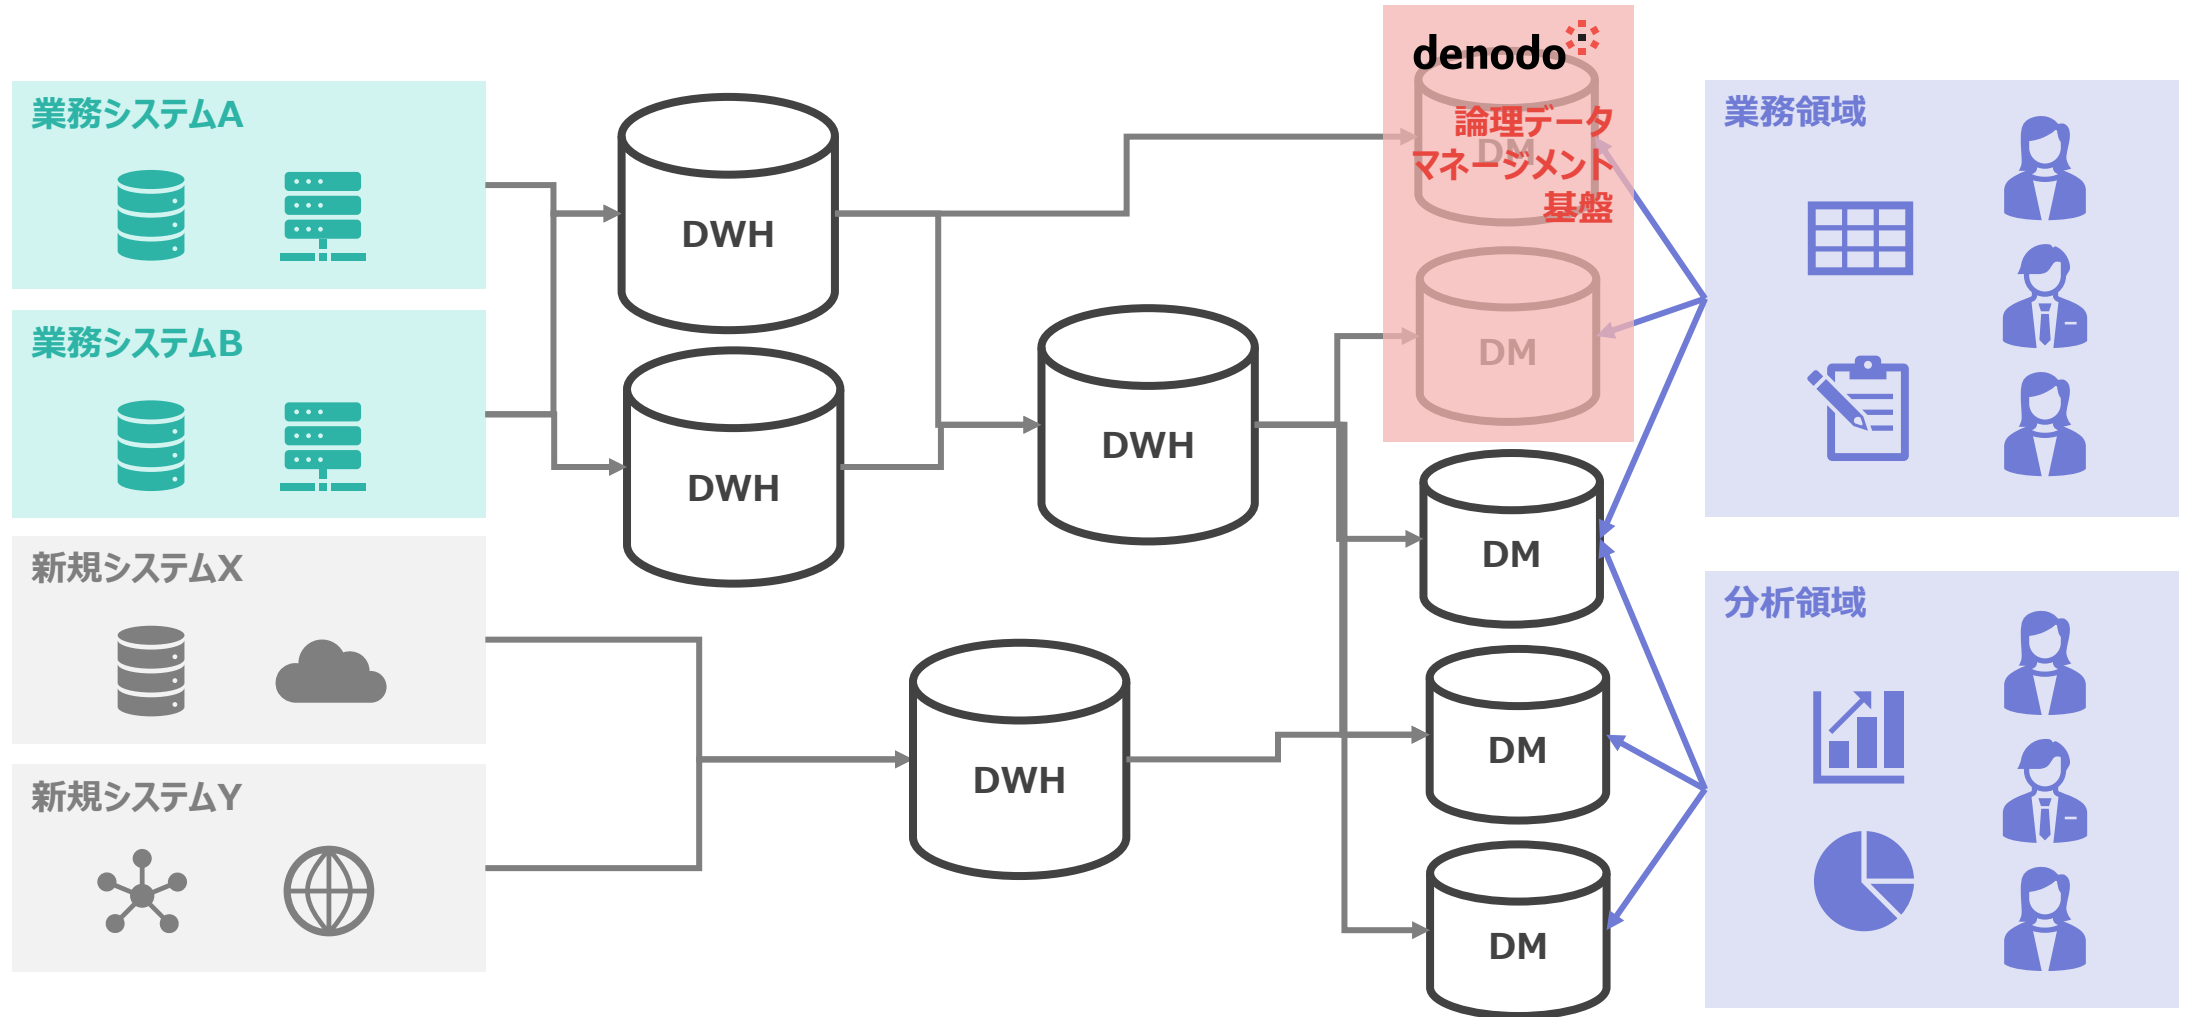 業務システムA
業務システムB
新規システムX
新規システムY
DWH
DWH
DWH
DWH
denodo
論理データ
マネージメント
基盤
DM
DM
DM
DM
DM
業務領域
分析領域